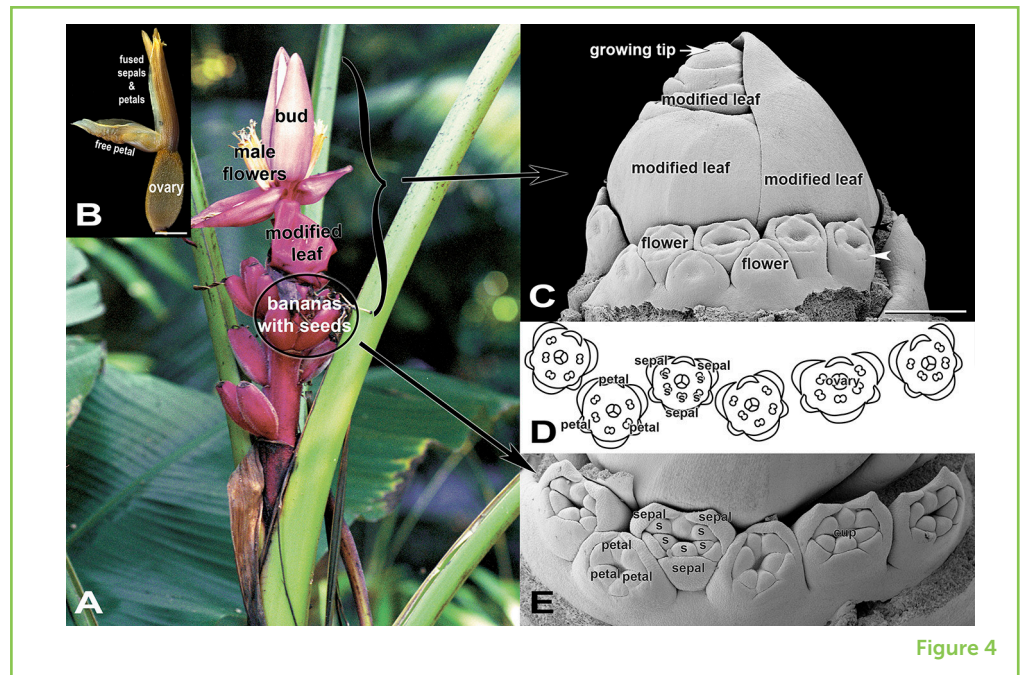 fused
sepals
&
petals
free petal
ovary
B
bud
male
flowers
modified
leaf
bananas
with seeds
A
growing tip
modified leaf
modified leaf
modified leaf
flower
flower
C
sepal
sepal
petal
s
s
s
s
s
ovary
sepal
petal
petal
D
sepal
sepal
s
s
s
s
s
petal
cup
sepal
petal
petal
E
Figure 4